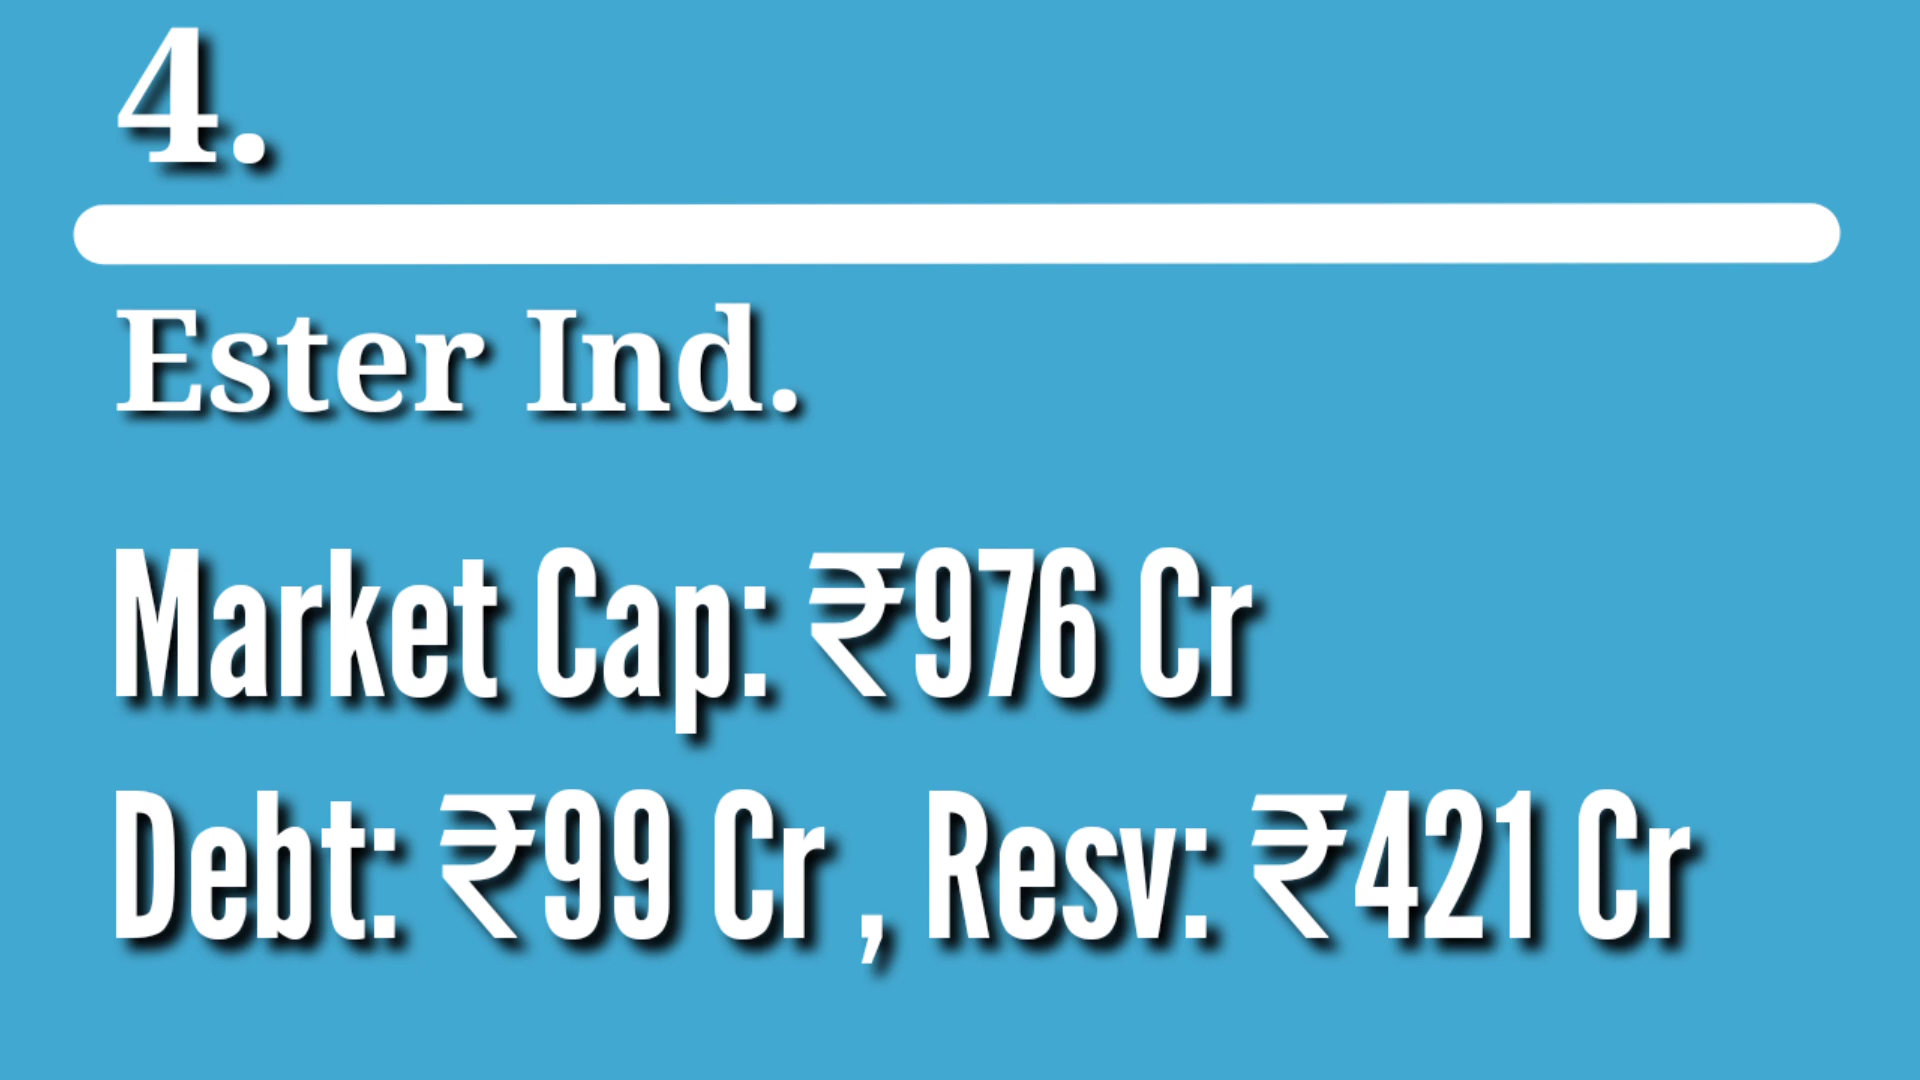 4.
Ester Ind.
Market Cap: ₹976 Cr
Debt: ₹99 Cr , Resv: ₹421 Cr